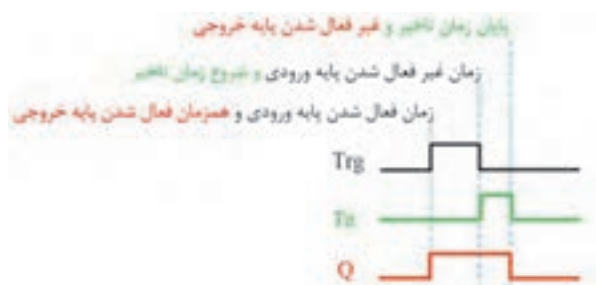 پایان زمان تاخیر و غیر فعال شدن پایه خروجی
زمان غیر فعال شدن پایه ورودی و شروع زمان تاخیر
زمان فعال شدن پایه ورودی و همزمان فعال شدن پایه خروجی
Trg
Q